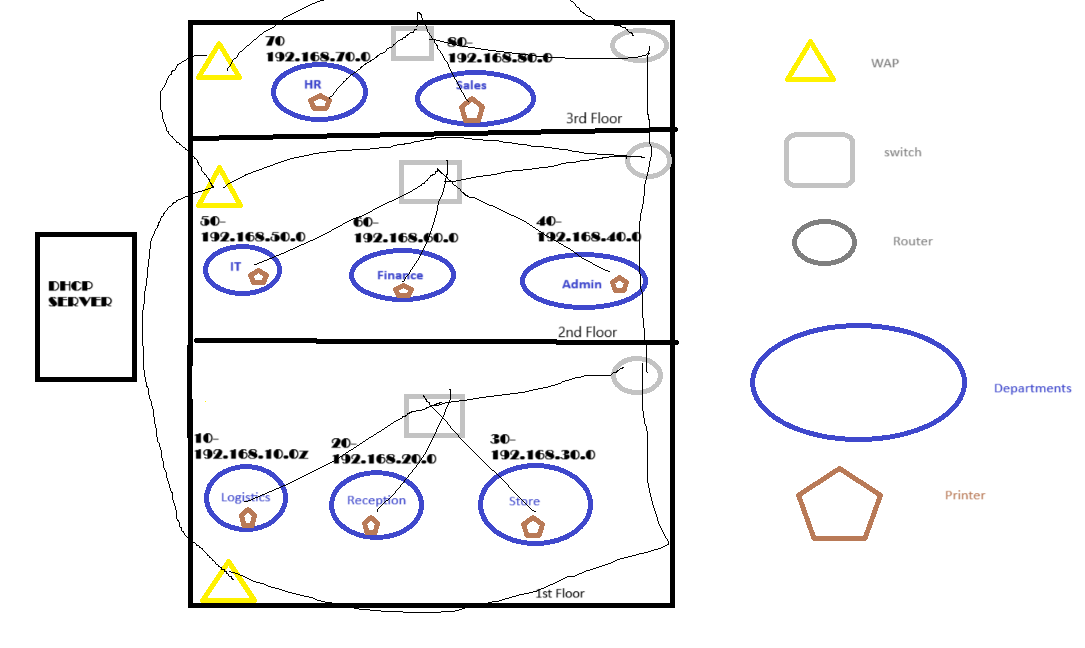 70
192.168.70.0
80-
192.168.80.0
HR
Sales
3rd Floor
50-
192.168.50.0
60-
192.168.60.0
40-
192.168.40.0
IT
Finance
Admin
2nd Floor
DHCP
SERVER
10-
192.168.10.0z
20-
192.168.20.0
30-
192.168.30.0
Logistics
Reception
Store
1st Floor
WAP
switch
Router
Departments
Printer